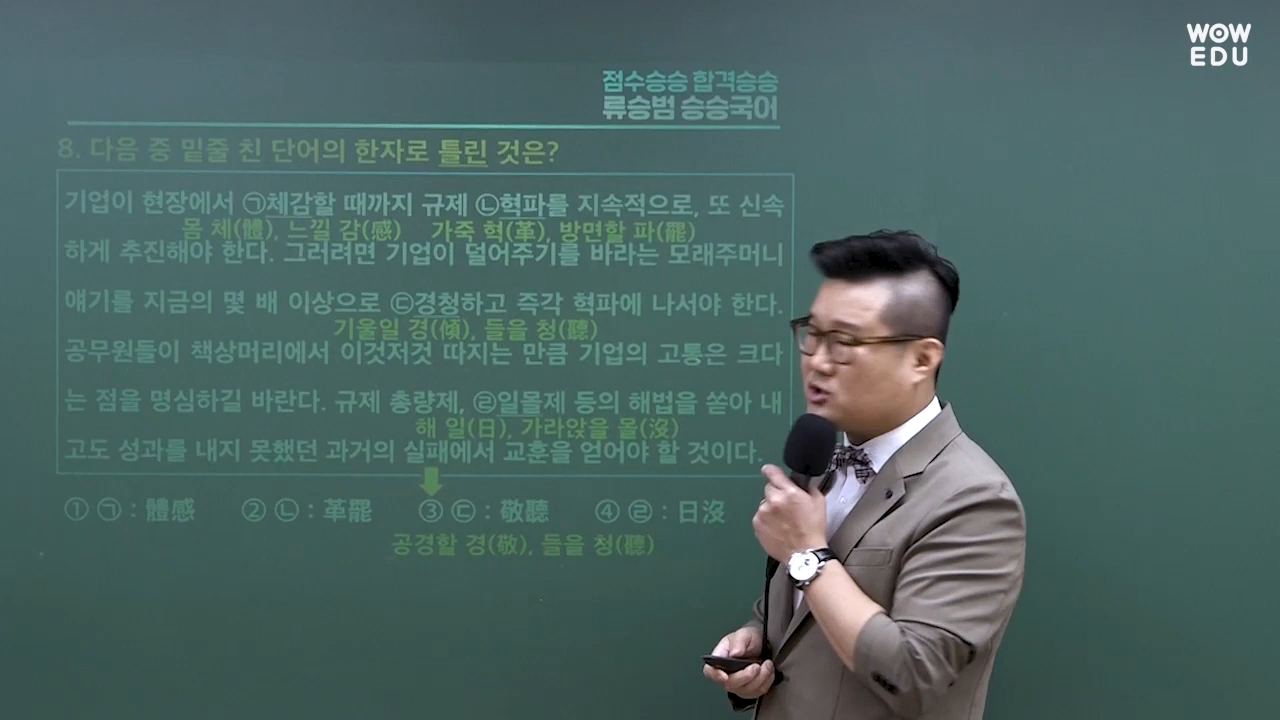 WOW
EDU
점수승승 합격승승
류승범 승승국어
8. 다음 중 밑줄 친 단어의 한자로 틀린 것은?
기업이 현장에서 ㉠체감할 때까지 규제 ㉡혁파를 지속적으로, 또 신속
몸 체(體), 느낄 감(感) 가죽 혁(革), 방면할 파(罷)
하게 추진해야 한다. 그러려면 기업이 덜어주기를 바라는 모래주머니
얘기를 지금의 몇 배 이상으로 ㉢경청하고 즉각 혁파에 나서야 한다.
기울일 경(傾), 들을 청(聽)
공무원들이 책상머리에서 이것저것 따지는 만큼 기업의 고통은 크다
는 점을 명심하길 바란다. 규제 총량제, ㉣일몰제 등의 해법을 쏟아 내
해 일(日), 가라앉을 몰(沒)
고도 성과를 내지 못했던 과거의 실패에서 교훈을 얻어야 할 것이다.
① ㉠ : 體感 ② ㉡ : 革罷 ③ ㉢ : 敬聽 ④ ㉣ : 日沒
공경할 경(敬), 들을 청(聽)